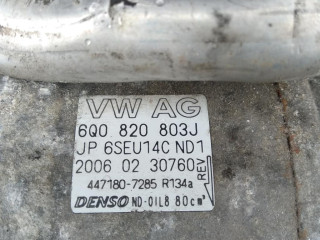 VW AG
6Q0 820 803J
JP 6SEU14C ND1
2006 02 30760 REV
447180-7285 R134a
DENSO ND-OIL8 80cm³